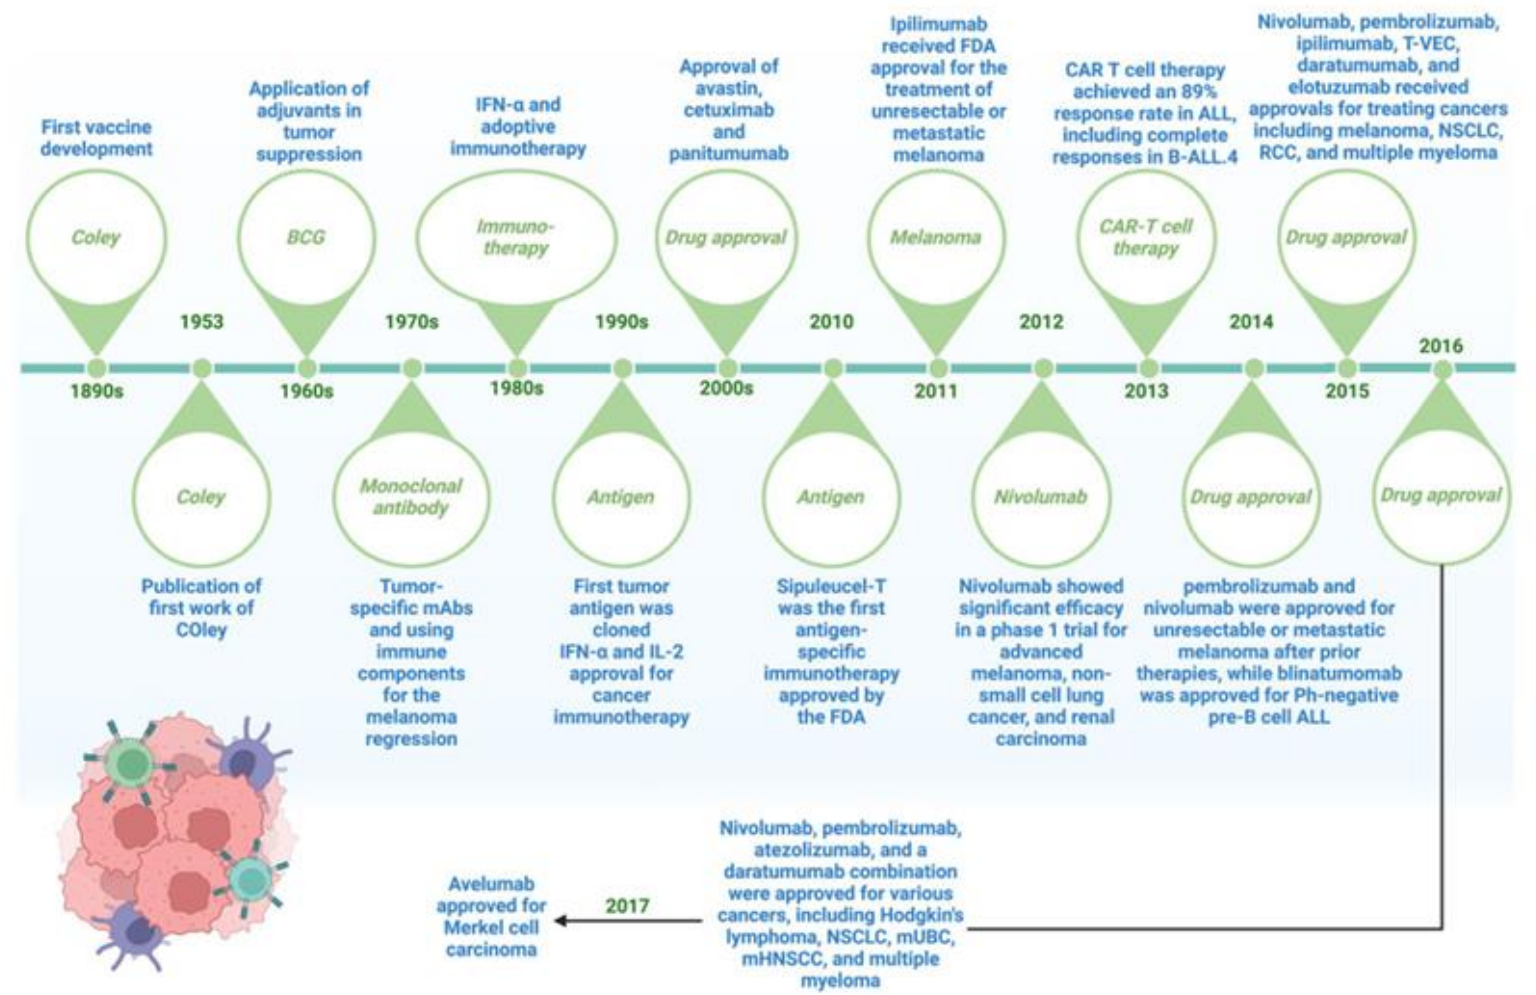 First vaccine
development
Coley
1890s
1953
Coley
Publication of
first work of
COley
Application of
adjuvants in
tumor
suppression
BCG
1960s
1970s
Monoclonal
antibody
Tumor-
specific mAbs
and using
immune
components
for the
melanoma
regression
IFN-α and
adoptive
immunotherapy
Immuno-
therapy
1980s
1990s
Antigen
First tumor
antigen was
cloned
IFN-α and IL-2
approval for
cancer
immunotherapy
Approval of
avastin,
cetuximab
and
panitumumab
Drug approval
2000s
2010
Antigen
Sipuleucel-T
was the first
antigen-
specific
immunotherapy
approved by
the FDA
Ipilimumab
received FDA
approval for the
treatment of
unresectable or
metastatic
melanoma
Melanoma
2011
2012
Nivolumab
Nivolumab showed
significant efficacy
in a phase 1 trial for
advanced
melanoma, non-
small cell lung
cancer, and renal
carcinoma
CAR T cell therapy
achieved an 89%
response rate in ALL,
including complete
responses in B-ALL.4
CAR-T cell
therapy
2013
2014
Drug approval
pembrolizumab and
nivolumab were approved for
unresectable or metastatic
melanoma after prior
therapies, while blinatumomab
was approved for Ph-negative
pre-B cell ALL
Nivolumab, pembrolizumab,
ipilimumab, T-VEC,
daratumumab, and
elotuzumab received
approvals for treating cancers
including melanoma, NSCLC,
RCC, and multiple myeloma
Drug approval
2015
2016
Drug approval
Nivolumab, pembrolizumab,
atezolizumab, and a
daratumumab combination
were approved for various
cancers, including Hodgkin's
lymphoma, NSCLC, mUBC,
mHNSCC, and multiple
myeloma
2017
Avelumab
approved for
Merkel cell
carcinoma